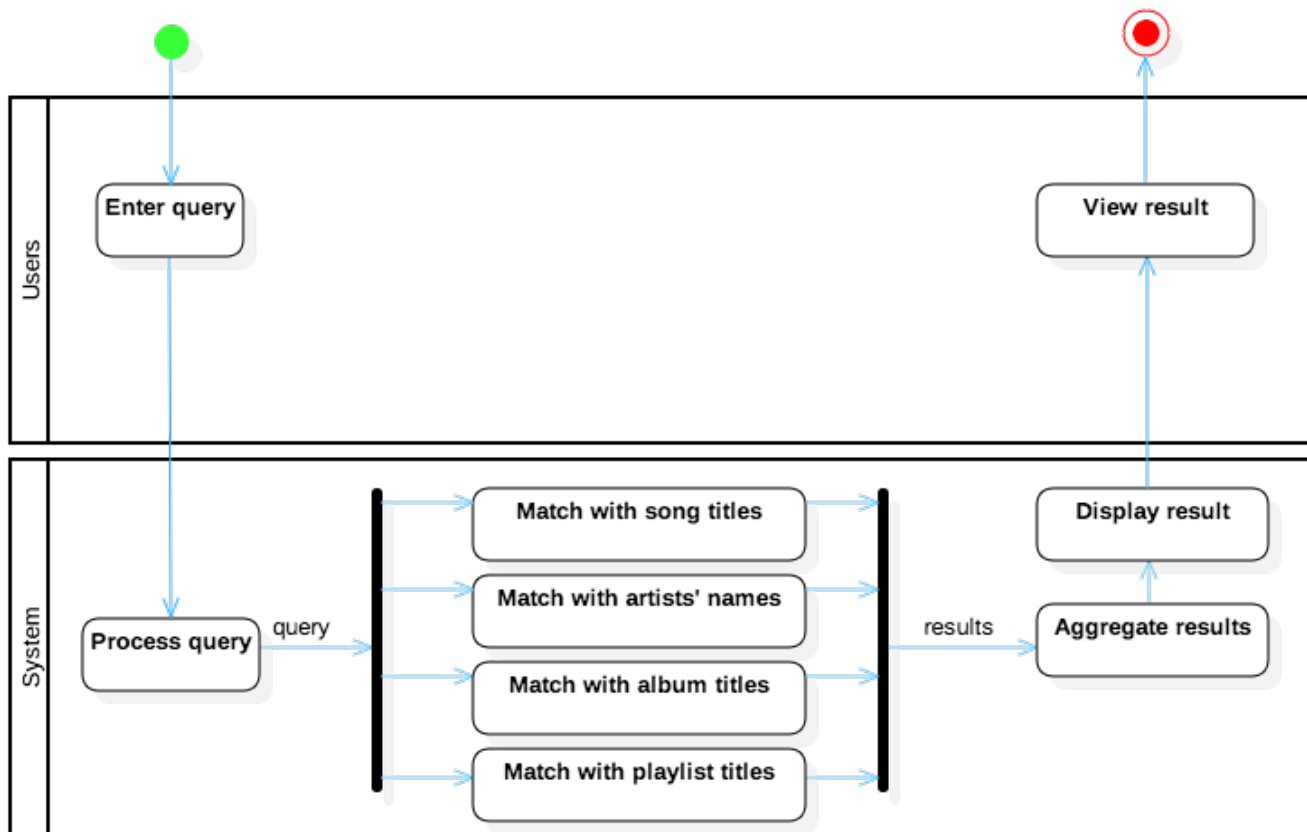 Users
Enter query
View result
System
Process query
query
Match with song titles
Match with artists' names
Match with album titles
Match with playlist titles
results
Display result
Aggregate results